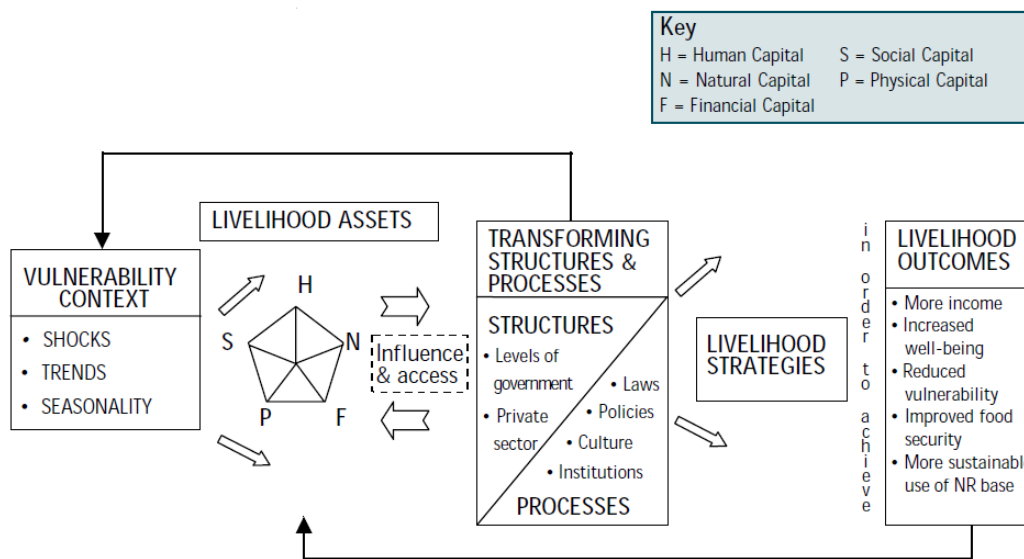 Key
H = Human Capital S = Social Capital
N = Natural Capital P = Physical Capital
F = Financial Capital
LIVELIHOOD ASSETS
VULNERABILITY
CONTEXT
• SHOCKS
• TRENDS
• SEASONALITY
H
S
N
P
F
Influence
& access
TRANSFORMING
STRUCTURES &
PROCESSES
STRUCTURES
• Levels of
government
• Private
sector
• Laws
• Policies
• Culture
• Institutions
PROCESSES
LIVELIHOOD
STRATEGIES
in order to achieve
LIVELIHOOD
OUTCOMES
• More income
• Increased
well-being
• Reduced
vulnerability
• Improved food
security
• More sustainable
use of NR base